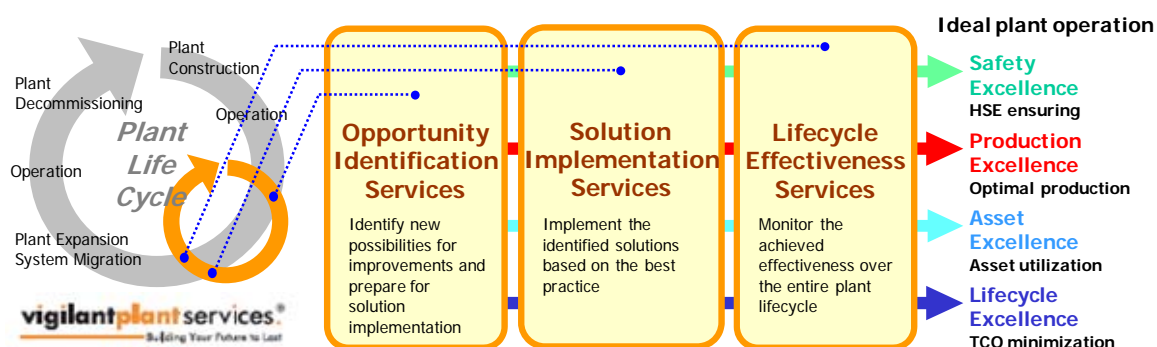 Plant
Construction
Plant
Decommissioning
Operation
Plant
Life
Cycle
Operation
Plant Expansion
System Migration
vigilantplantservices.®
Building Your Future to Last
Opportunity
Identification
Services
Identify new
possibilities for
improvements and
prepare for
solution
implementation
Solution
Implementation
Services
Implement the
identified solutions
based on the best
practice
Lifecycle
Effectiveness
Services
Monitor the
achieved
effectiveness over
the entire plant
lifecycle
Ideal plant operation
Safety
Excellence
HSE ensuring
Production
Excellence
Optimal production
Asset
Excellence
Asset utilization
Lifecycle
Excellence
TCO minimization